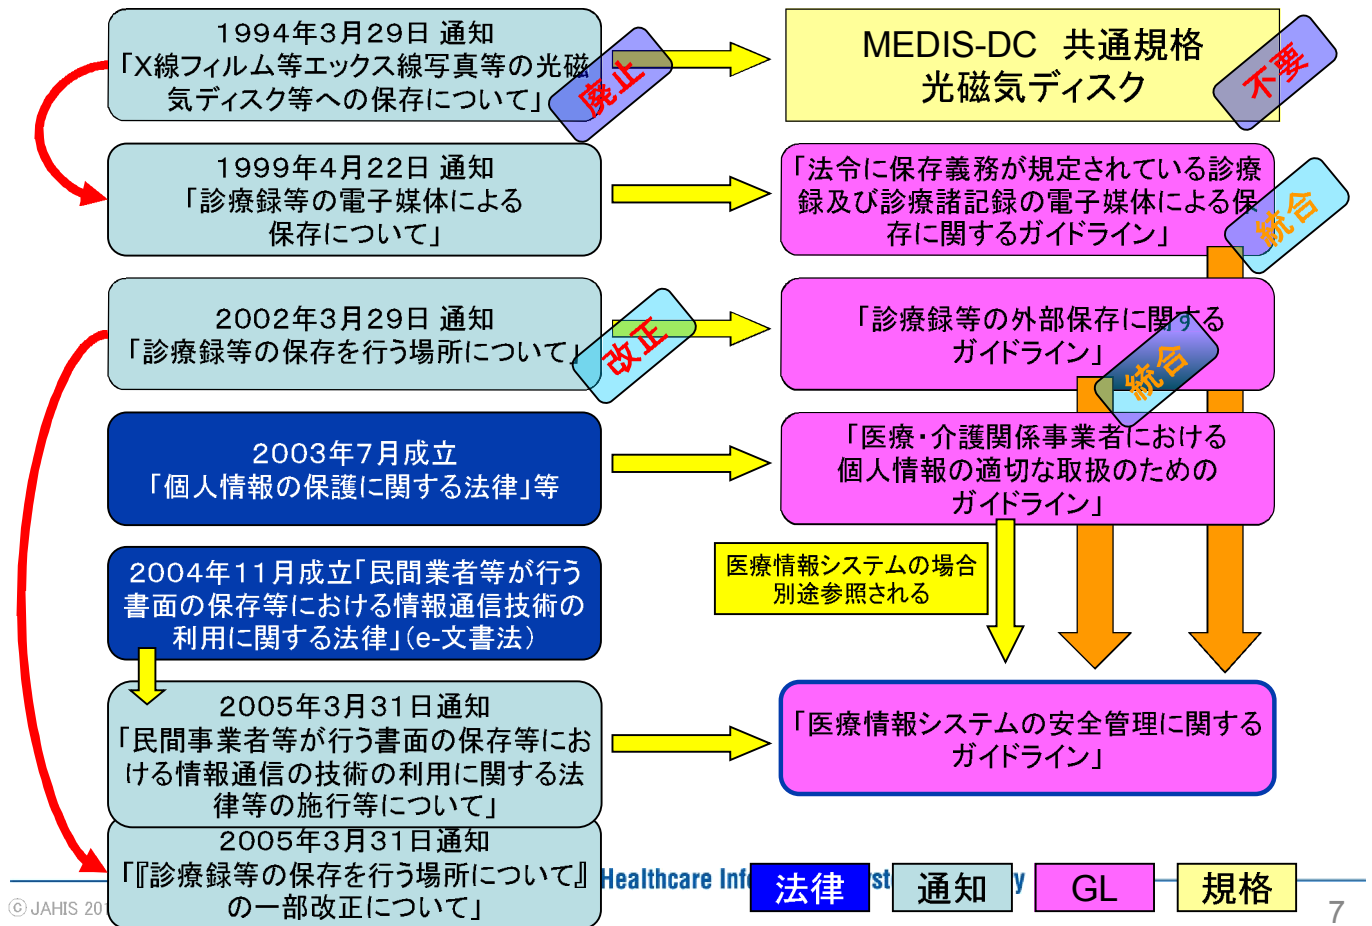 1994年3月29日 通知
「X線フィルム等エックス線写真等の光磁
気ディスク等への保存について」
廃止
MEDIS-DC 共通規格
光磁気ディスク
不要
1999年4月22日 通知
「診療録等の電子媒体による
保存について」
「法令に保存義務が規定されている診療
録及び診療諸記録の電子媒体による保
存に関するガイドライン」
統合
2002年3月29日 通知
「診療録等の保存を行う場所について」
改正
「診療録等の外部保存に関する
ガイドライン」
統合
2003年7月成立
「個人情報の保護に関する法律」等
「医療・介護関係事業者における
個人情報の適切な取扱のための
ガイドライン」
2004年11月成立「民間業者等が行う
書面の保存等における情報通信技術の
利用に関する法律」(e-文書法)
医療情報システムの場合
別途参照される
2005年3月31日通知
「民間事業者等が行う書面の保存等にお
ける情報通信の技術の利用に関する法
律等の施行等について」
「医療情報システムの安全管理に関する
ガイドライン」
2005年3月31日通知
「『診療録等の保存を行う場所について』
の一部改正について」
Healthcare
法律
通知
GL
規格
© JAHIS
7